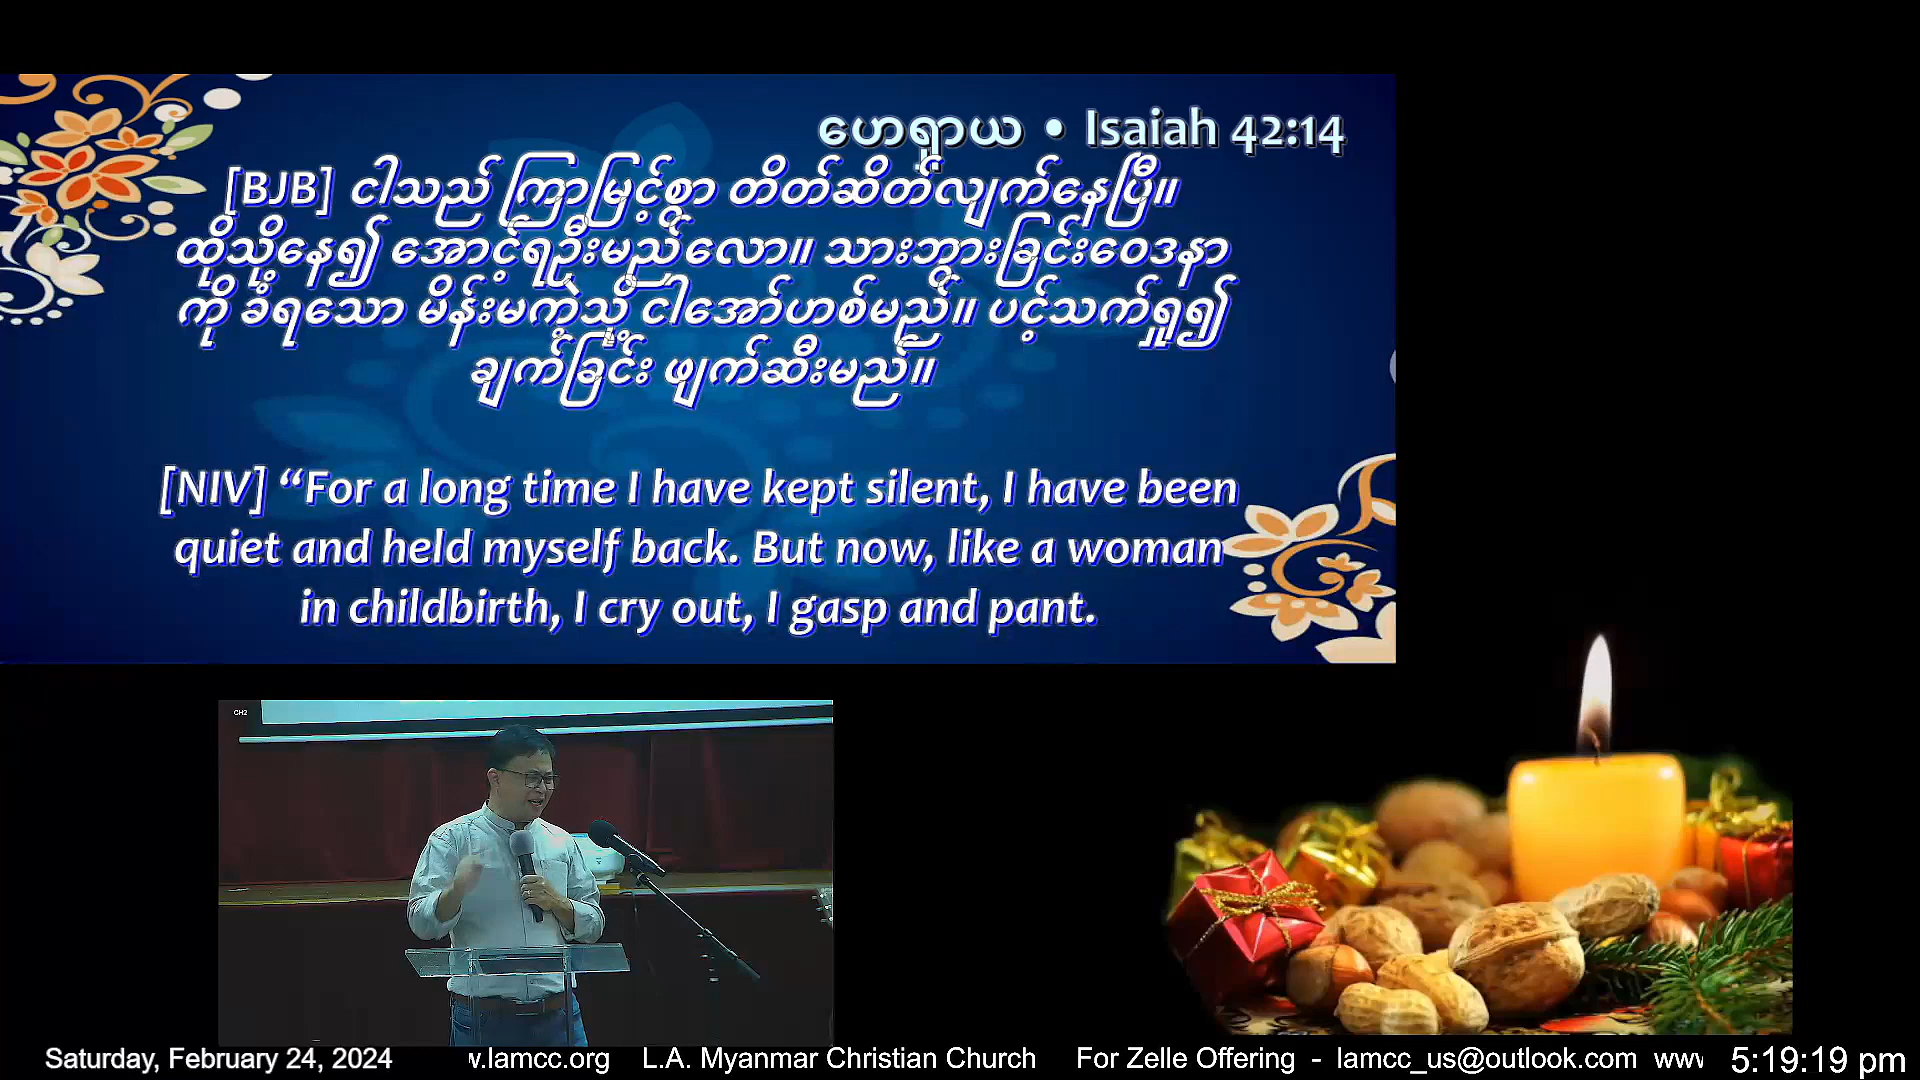 ဟေရှာယ • Isaiah 42:14
[BJB] ငါသည် ကြာမြင့်စွာ တိတ်ဆိတ်လျက်နေပြီ။
ထိုသို့နေ၍ အောင့်ရဦးမည်လော။ သားဘွားခြင်းဝေဒနာ
ကို ခံရသော မိန်းမကဲ့သို့ ငါအော်ဟစ်မည်။ ပင့်သက်ရှူ၍
ချက်ခြင်း ဖျက်ဆီးမည်။
[NIV] “For a long time I have kept silent, I have been
quiet and held myself back. But now, like a woman
in childbirth, I cry out, I gasp and pant.
CH2
Saturday, February 24, 2024 .lamcc.org L.A. Myanmar Christian Church For Zelle Offering - lamcc_us@outlook.com 5:19:19 pm